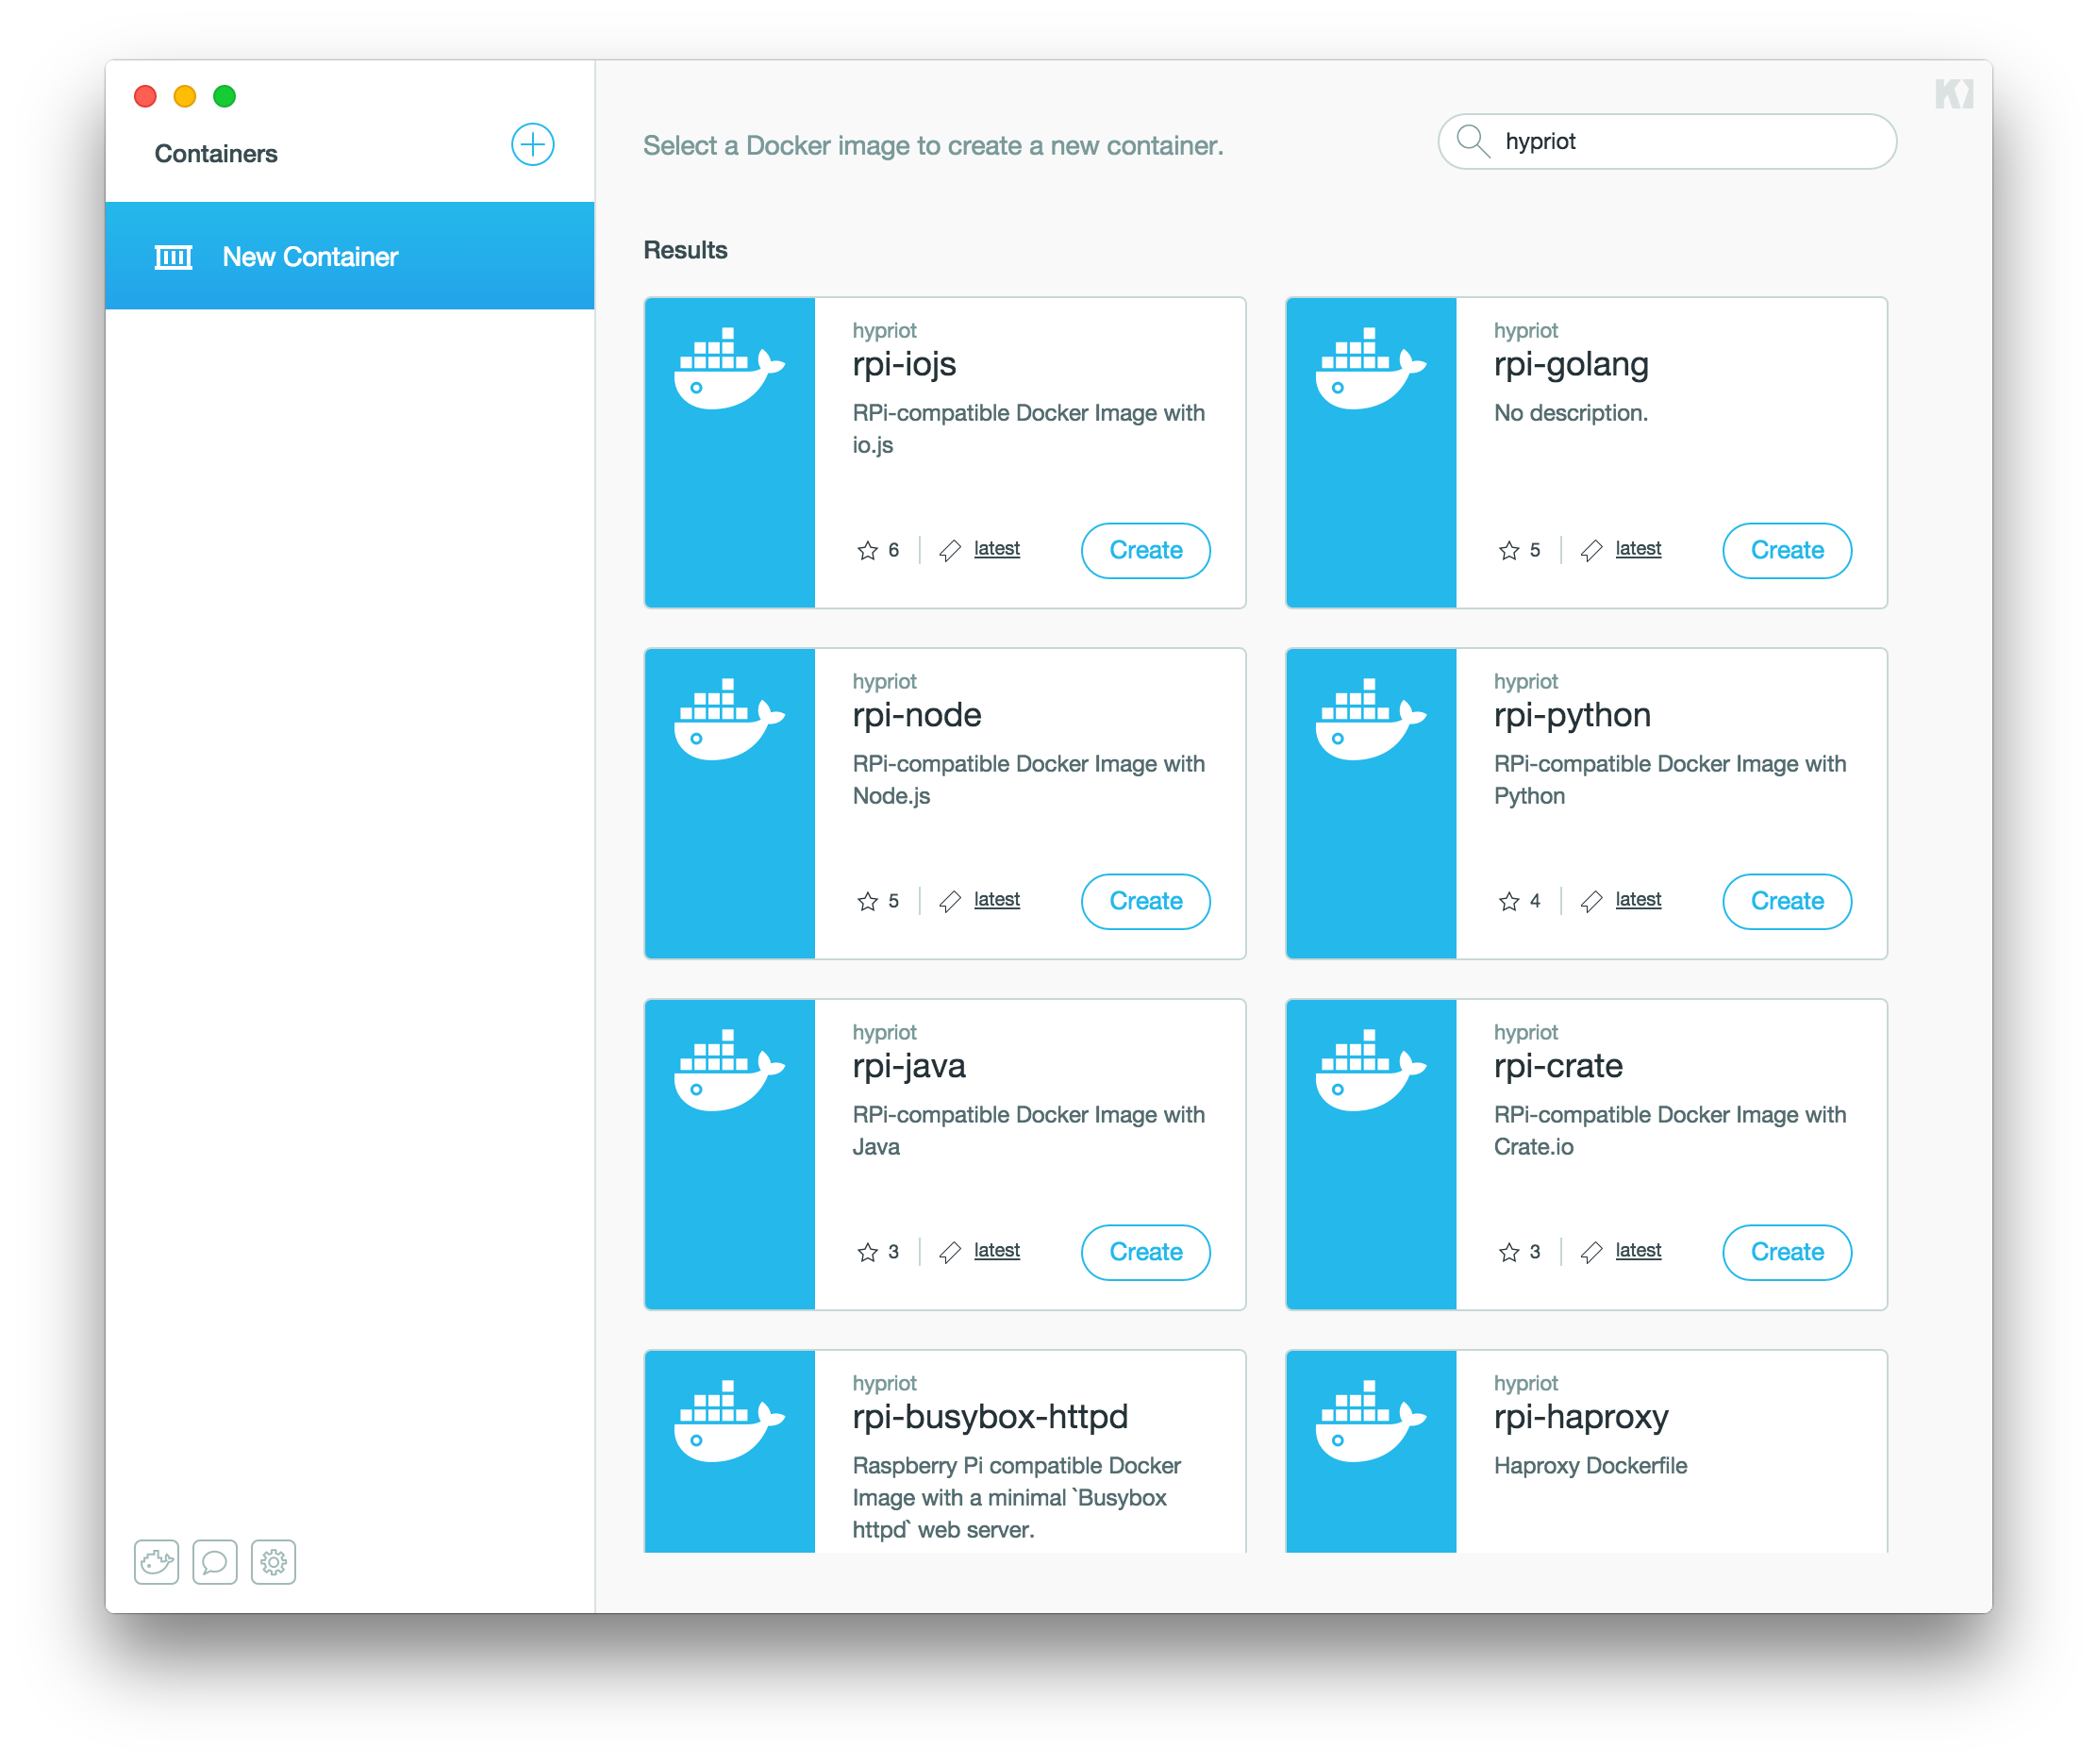 Containers
New Container
Select a Docker image to create a new container.
hypriot
Results
hypriot
rpi-iojs
RPi-compatible Docker Image with
io.js
6
latest
Create
hypriot
rpi-golang
No description.
5
latest
Create
hypriot
rpi-node
RPi-compatible Docker Image with
Node.js
5
latest
Create
hypriot
rpi-python
RPi-compatible Docker Image with
Python
4
latest
Create
hypriot
rpi-java
RPi-compatible Docker Image with
Java
3
latest
Create
hypriot
rpi-crate
RPi-compatible Docker Image with
Crate.io
3
latest
Create
hypriot
rpi-busybox-httpd
Raspberry Pi compatible Docker
Image with a minimal `Busybox
httpd` web server.
hypriot
rpi-haproxy
Haproxy Dockerfile